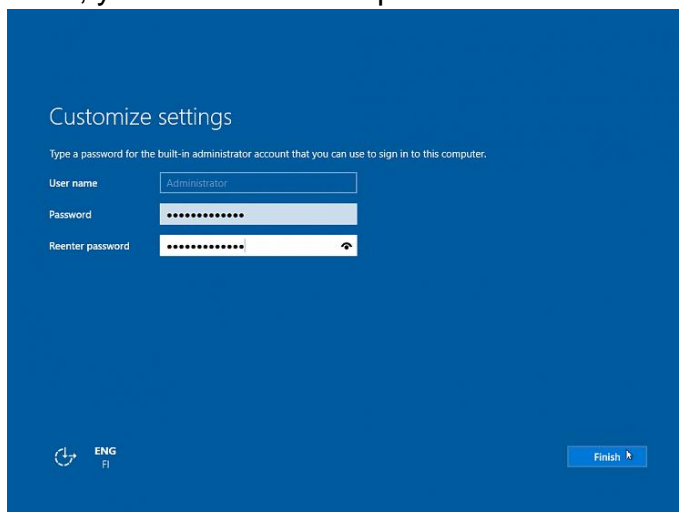 Customize settings
Type a password for the built-in administrator account that you can use to sign in to this computer.
User name Administrator
Password •••••••••••••
Reenter password •••••••••••••
ENG
FI
Finish